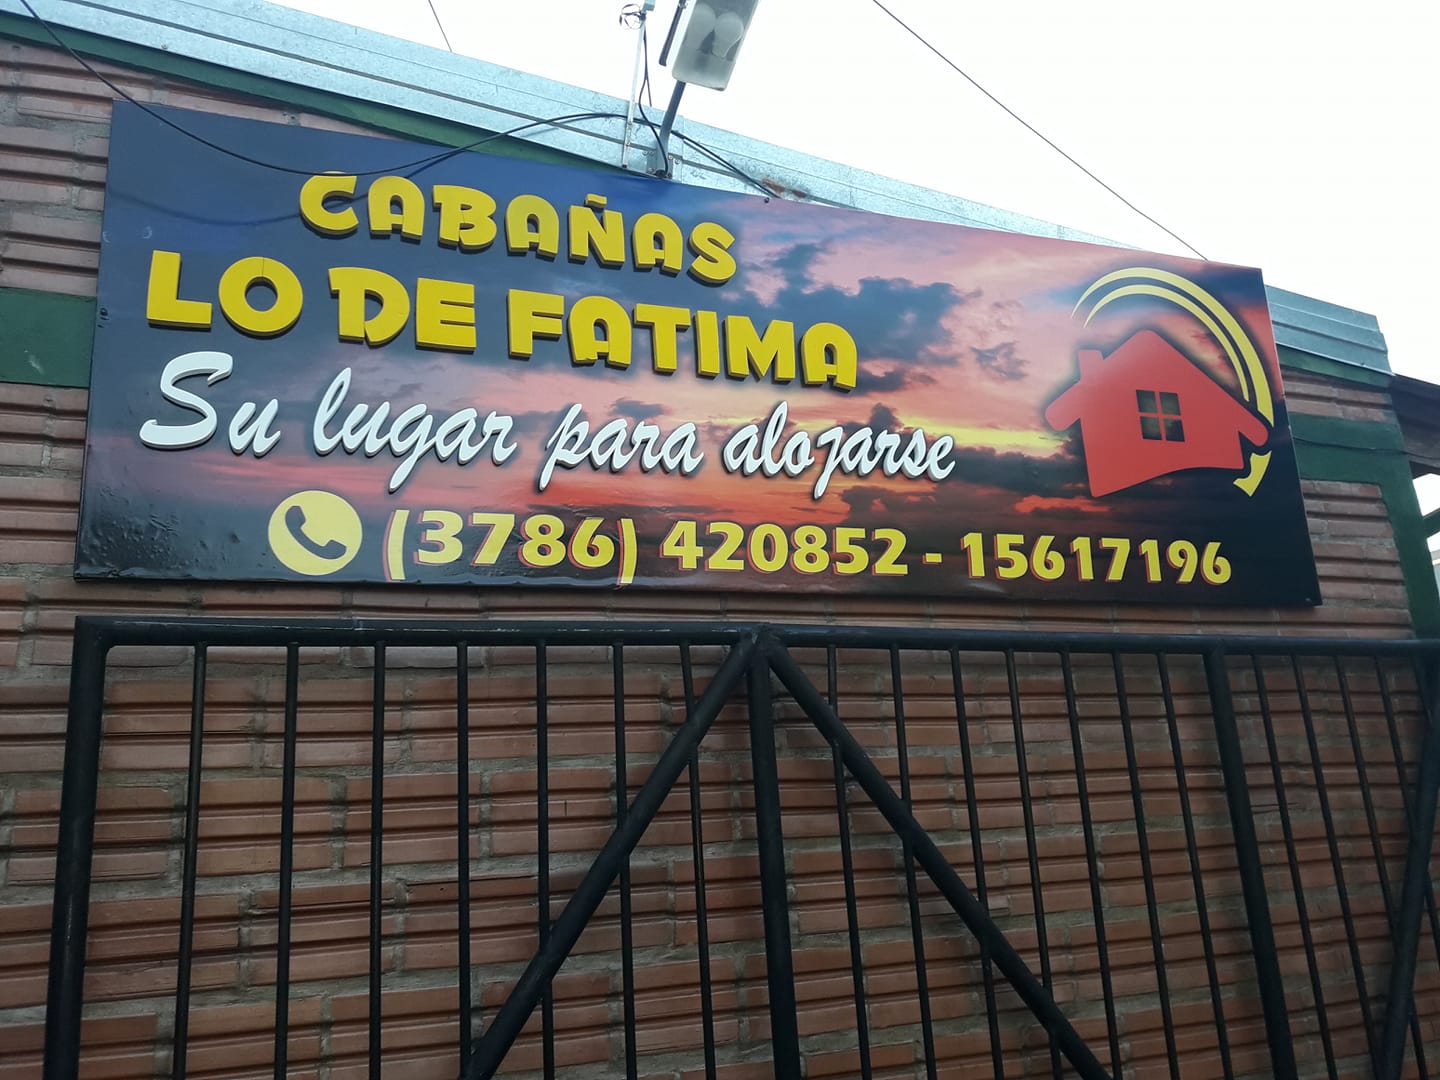 CABAÑAS
LO DE FATIMA
Su lugar para alojarse
(3786) 420852 - 15617196